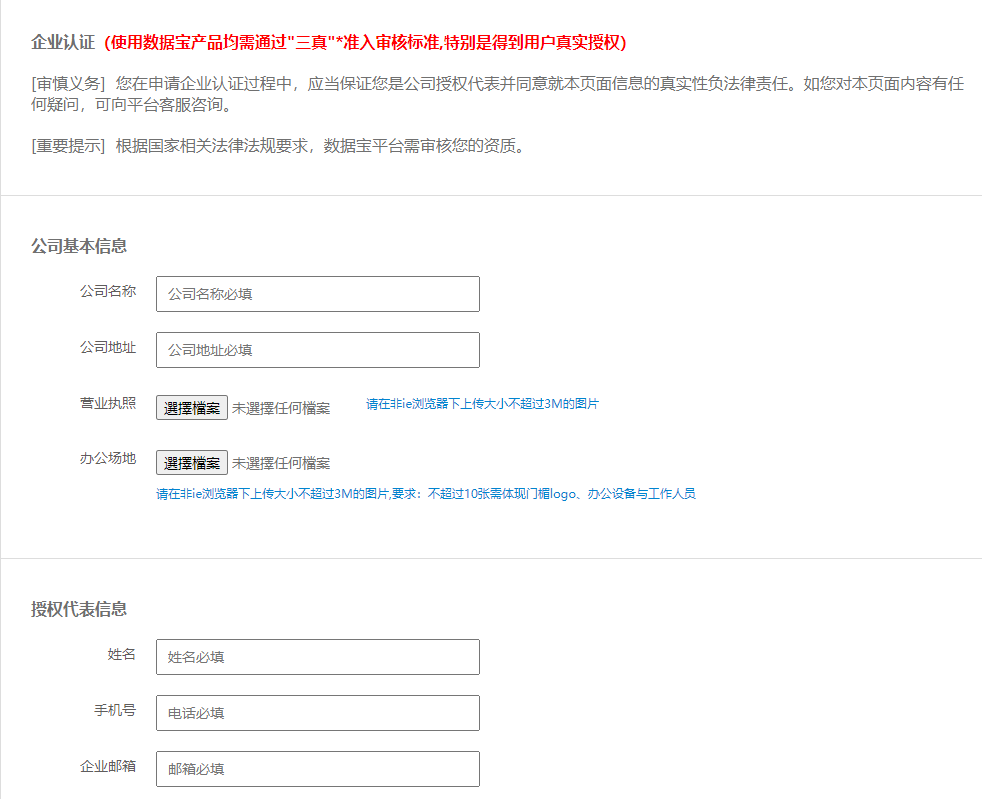 企业认证（使用数据宝产品均需通过"三真"*准入审核标准,特别是得到用户真实授权)
[审慎义务]  您在申请企业认证过程中，应当保证您是公司授权代表并同意就本页面信息的真实性负法律责任。如您对本页面内容有任
何疑问，可向平台客服咨询。
[重要提示]  根据国家相关法律法规要求，数据宝平台需审核您的资质。
公司基本信息
公司名称 公司名称必填
公司地址 公司地址必填
营业执照 選擇檔案 未選擇任何檔案 请在非ie浏览器下上传大小不超过3M的图片
办公场地 選擇檔案 未選擇任何檔案
请在非ie浏览器下上传大小不超过3M的图片,要求：不超过10张需体现门楣logo、办公设备与工作人员
授权代表信息
姓名 姓名必填
手机号 电话必填
企业邮箱 邮箱必填